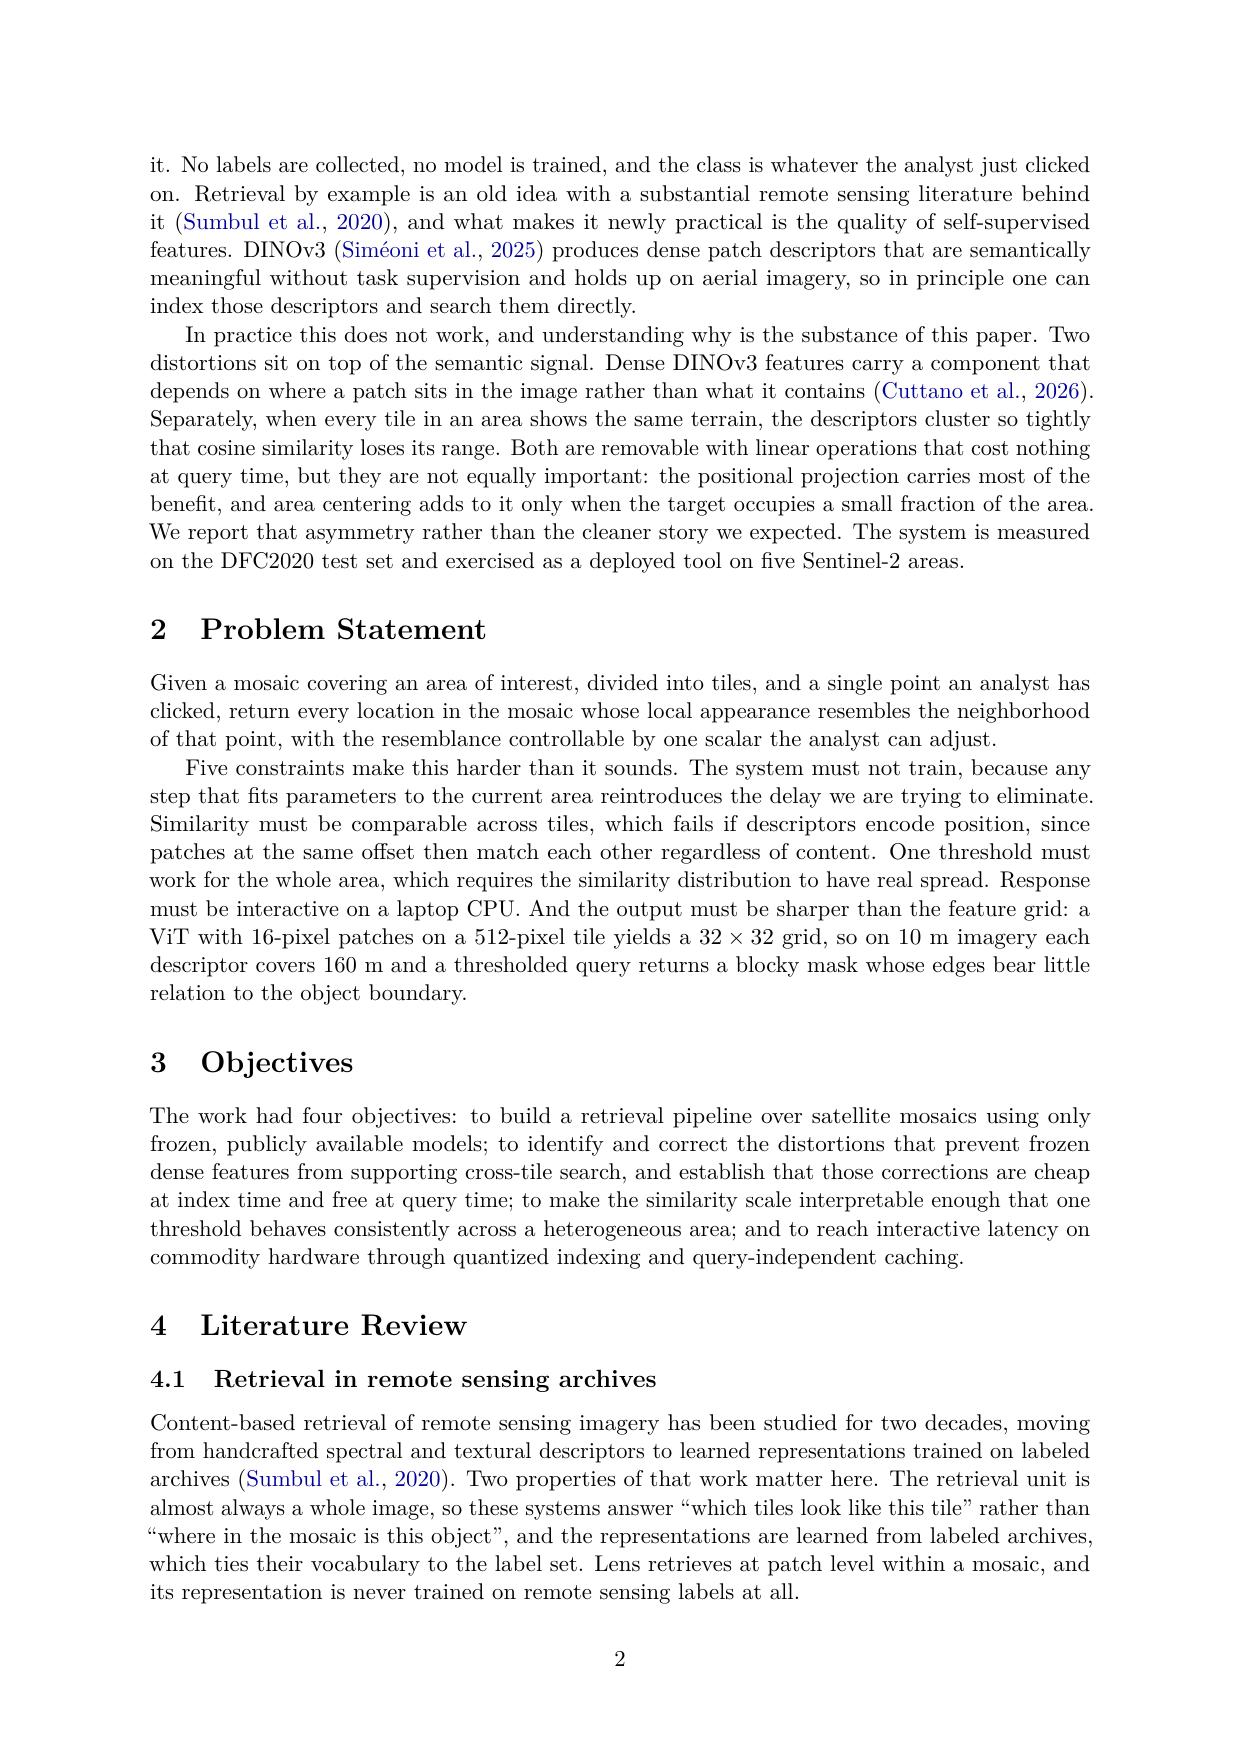 it. No labels are collected, no model is trained, and the class is whatever the analyst just clicked
on. Retrieval by example is an old idea with a substantial remote sensing literature behind
it (Sumbul et al., 2020), and what makes it newly practical is the quality of self-supervised
features. DINOv3 (Siméoni et al., 2025) produces dense patch descriptors that are semantically
meaningful without task supervision and holds up on aerial imagery, so in principle one can
index those descriptors and search them directly.
In practice this does not work, and understanding why is the substance of this paper. Two
distortions sit on top of the semantic signal. Dense DINOv3 features carry a component that
depends on where a patch sits in the image rather than what it contains (Cuttano et al., 2026).
Separately, when every tile in an area shows the same terrain, the descriptors cluster so tightly
that cosine similarity loses its range. Both are removable with linear operations that cost nothing
at query time, but they are not equally important: the positional projection carries most of the
benefit, and area centering adds to it only when the target occupies a small fraction of the area.
We report that asymmetry rather than the cleaner story we expected. The system is measured
on the DFC2020 test set and exercised as a deployed tool on five Sentinel-2 areas.
2 Problem Statement
Given a mosaic covering an area of interest, divided into tiles, and a single point an analyst has
clicked, return every location in the mosaic whose local appearance resembles the neighborhood
of that point, with the resemblance controllable by one scalar the analyst can adjust.
Five constraints make this harder than it sounds. The system must not train, because any
step that fits parameters to the current area reintroduces the delay we are trying to eliminate.
Similarity must be comparable across tiles, which fails if descriptors encode position, since
patches at the same offset then match each other regardless of content. One threshold must
work for the whole area, which requires the similarity distribution to have real spread. Response
must be interactive on a laptop CPU. And the output must be sharper than the feature grid: a
ViT with 16-pixel patches on a 512-pixel tile yields a 32 × 32 grid, so on 10 m imagery each
descriptor covers 160 m and a thresholded query returns a blocky mask whose edges bear little
relation to the object boundary.
3 Objectives
The work had four objectives: to build a retrieval pipeline over satellite mosaics using only
frozen, publicly available models; to identify and correct the distortions that prevent frozen
dense features from supporting cross-tile search, and establish that those corrections are cheap
at index time and free at query time; to make the similarity scale interpretable enough that one
threshold behaves consistently across a heterogeneous area; and to reach interactive latency on
commodity hardware through quantized indexing and query-independent caching.
4 Literature Review
4.1 Retrieval in remote sensing archives
Content-based retrieval of remote sensing imagery has been studied for two decades, moving
from handcrafted spectral and textural descriptors to learned representations trained on labeled
archives (Sumbul et al., 2020). Two properties of that work matter here. The retrieval unit is
almost always a whole image, so these systems answer “which tiles look like this tile” rather than
“where in the mosaic is this object”, and the representations are learned from labeled archives,
which ties their vocabulary to the label set. Lens retrieves at patch level within a mosaic, and
its representation is never trained on remote sensing labels at all.
2